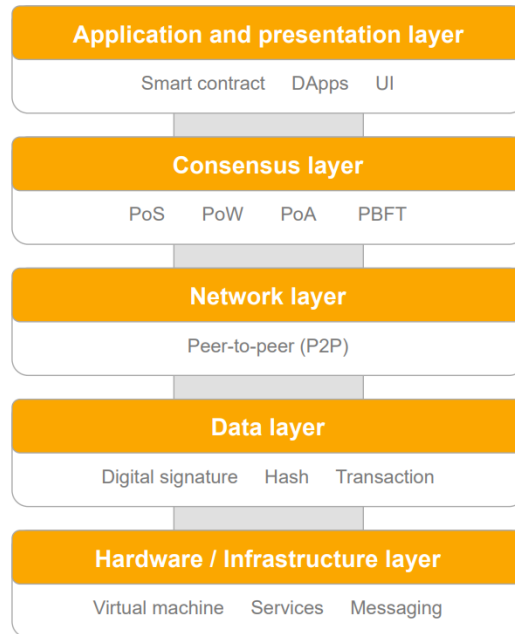 Application and presentation layer
Smart contract DApps UI
Consensus layer
PoS PoW PoA PBFT
Network layer
Peer-to-peer (P2P)
Data layer
Digital signature Hash Transaction
Hardware / Infrastructure layer
Virtual machine Services Messaging